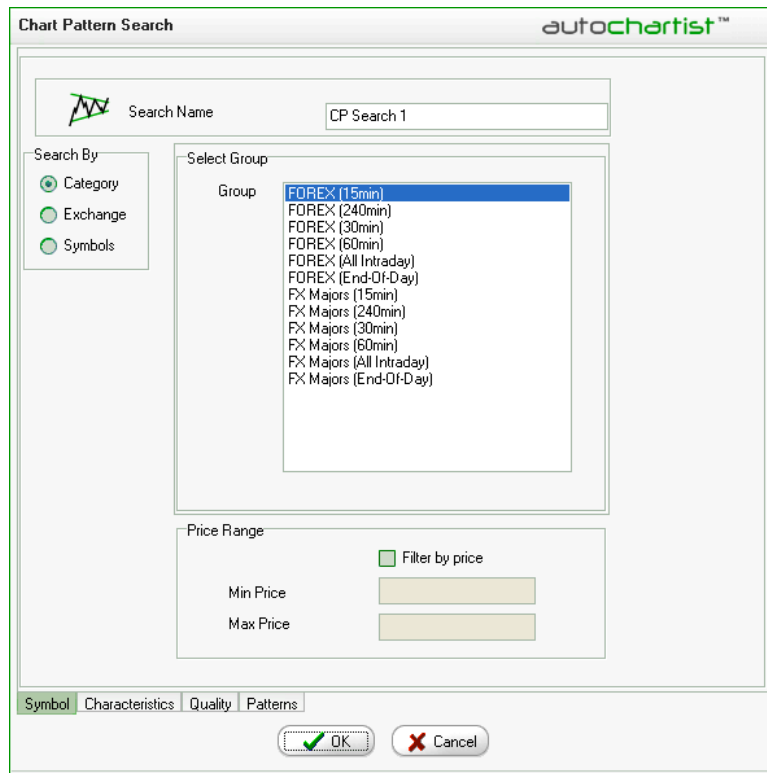 Chart Pattern Search
autochartist™
Search Name
CP Search 1
Search By
Category
Exchange
Symbols
Select Group
Group
FOREX (15min)
FOREX (240min)
FOREX (30min)
FOREX (60min)
FOREX (All Intraday)
FOREX (End-Of-Day)
FX Majors (15min)
FX Majors (240min)
FX Majors (30min)
FX Majors (60min)
FX Majors (All Intraday)
FX Majors (End-Of-Day)
Price Range
Filter by price
Min Price
Max Price
Symbol Characteristics Quality Patterns
OK Cancel